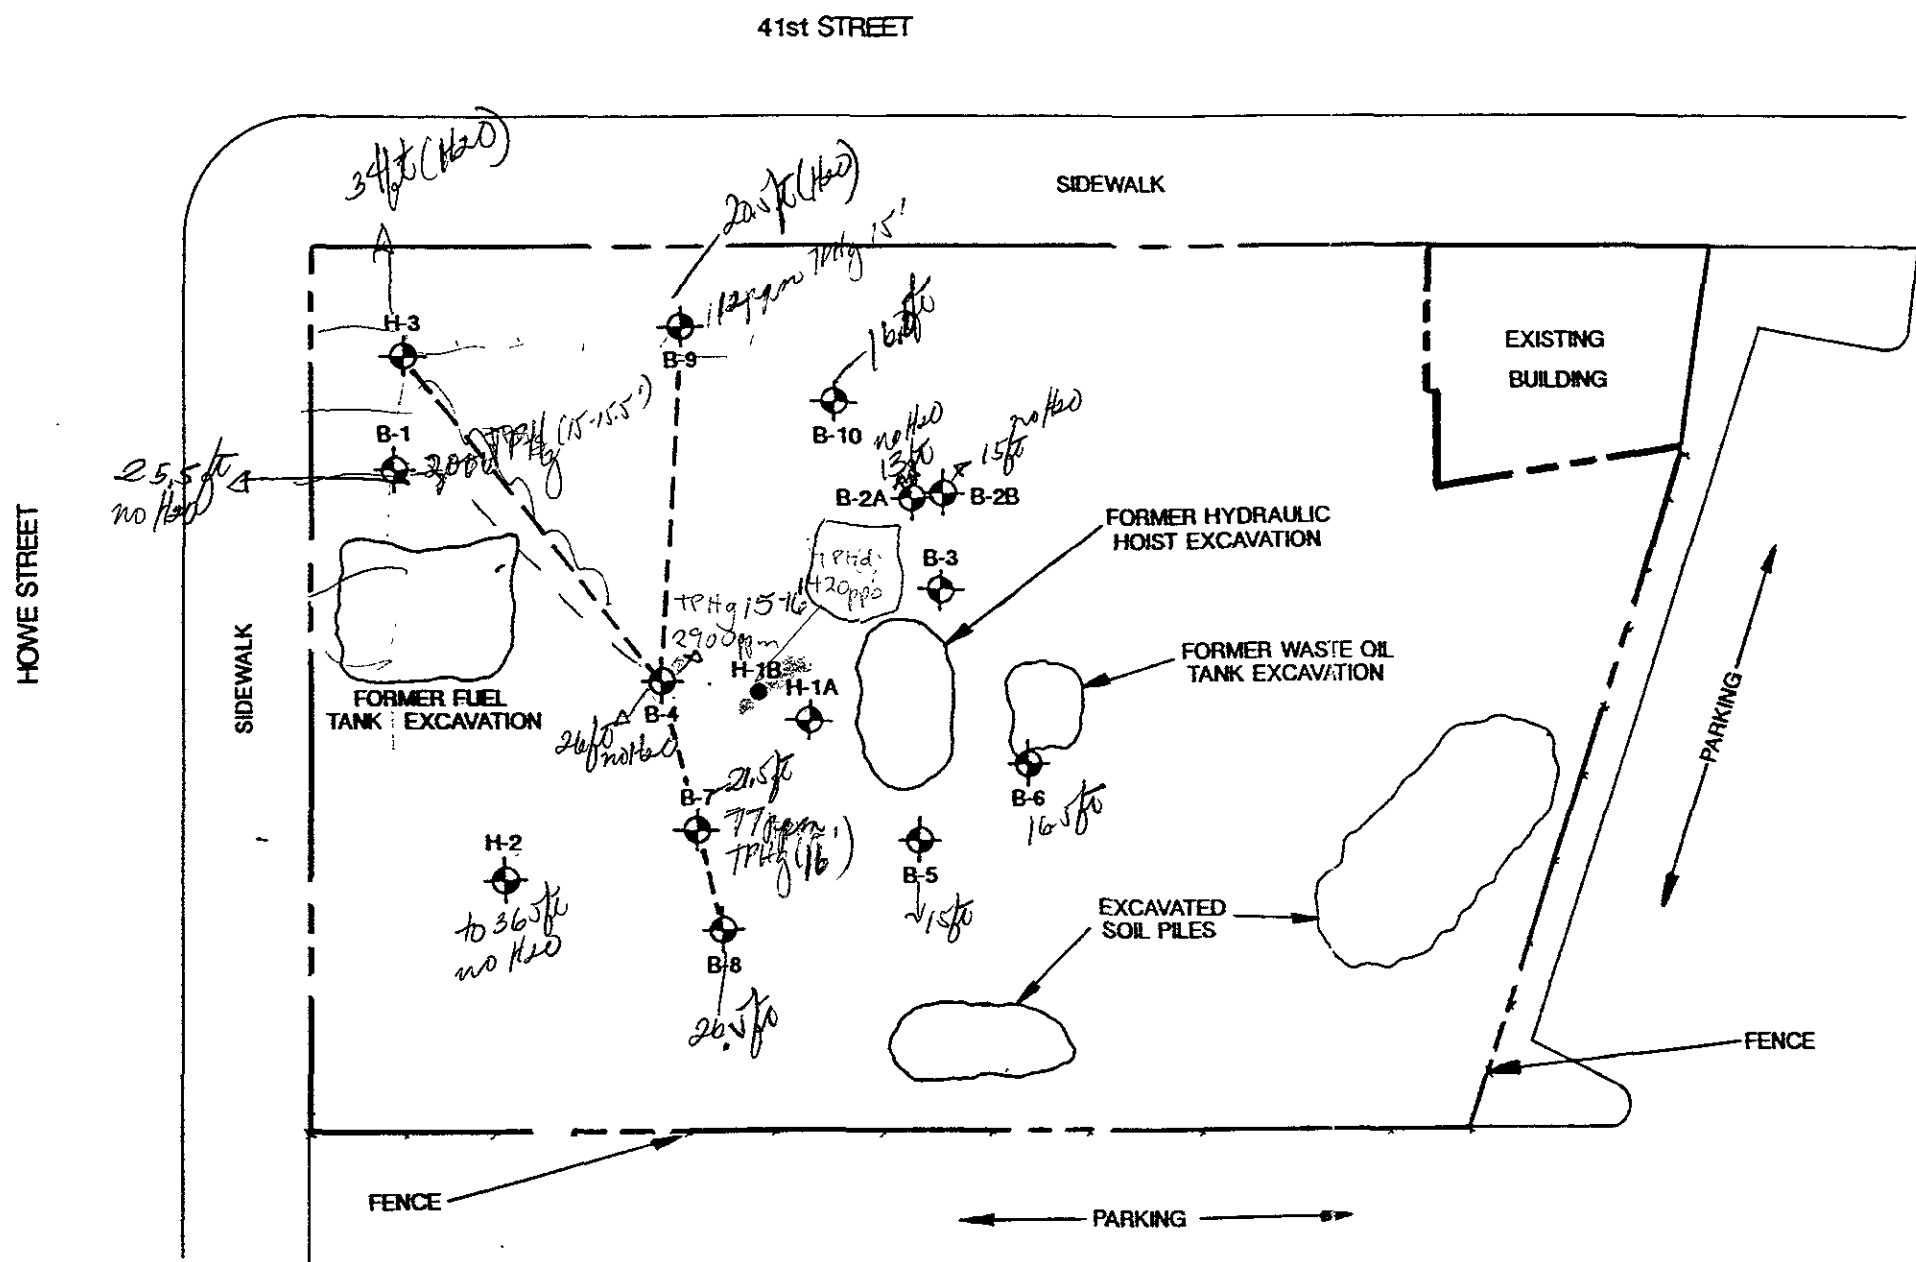 41st STREET
34ft (H2O)
20.5ft (H2O)
SIDEWALK
112ppm TPHg 15'
H-3
B-9
EXISTING
BUILDING
B-10
B-1
2000
TPHg (15-15.5')
25.5ft
no H2O
no H2O
13ft
no H2O
15ft
B-2A
B-2B
FORMER HYDRAULIC
HOIST EXCAVATION
HOWE STREET
SIDEWALK
TPHd:
420ppb
B-3
TPHg 15-16'
2900ppm
H-1B
H-1A
FORMER WASTE OIL
TANK EXCAVATION
FORMER FUEL
TANK EXCAVATION
B-4
26ft
no H2O
PARKING
B-7
21.5ft
77ppm
TPHg (16')
B-6
16.5ft
H-2
to 36.5ft
no H2O
B-5
15ft
EXCAVATED
SOIL PILES
B-8
26.5ft
FENCE
FENCE
PARKING